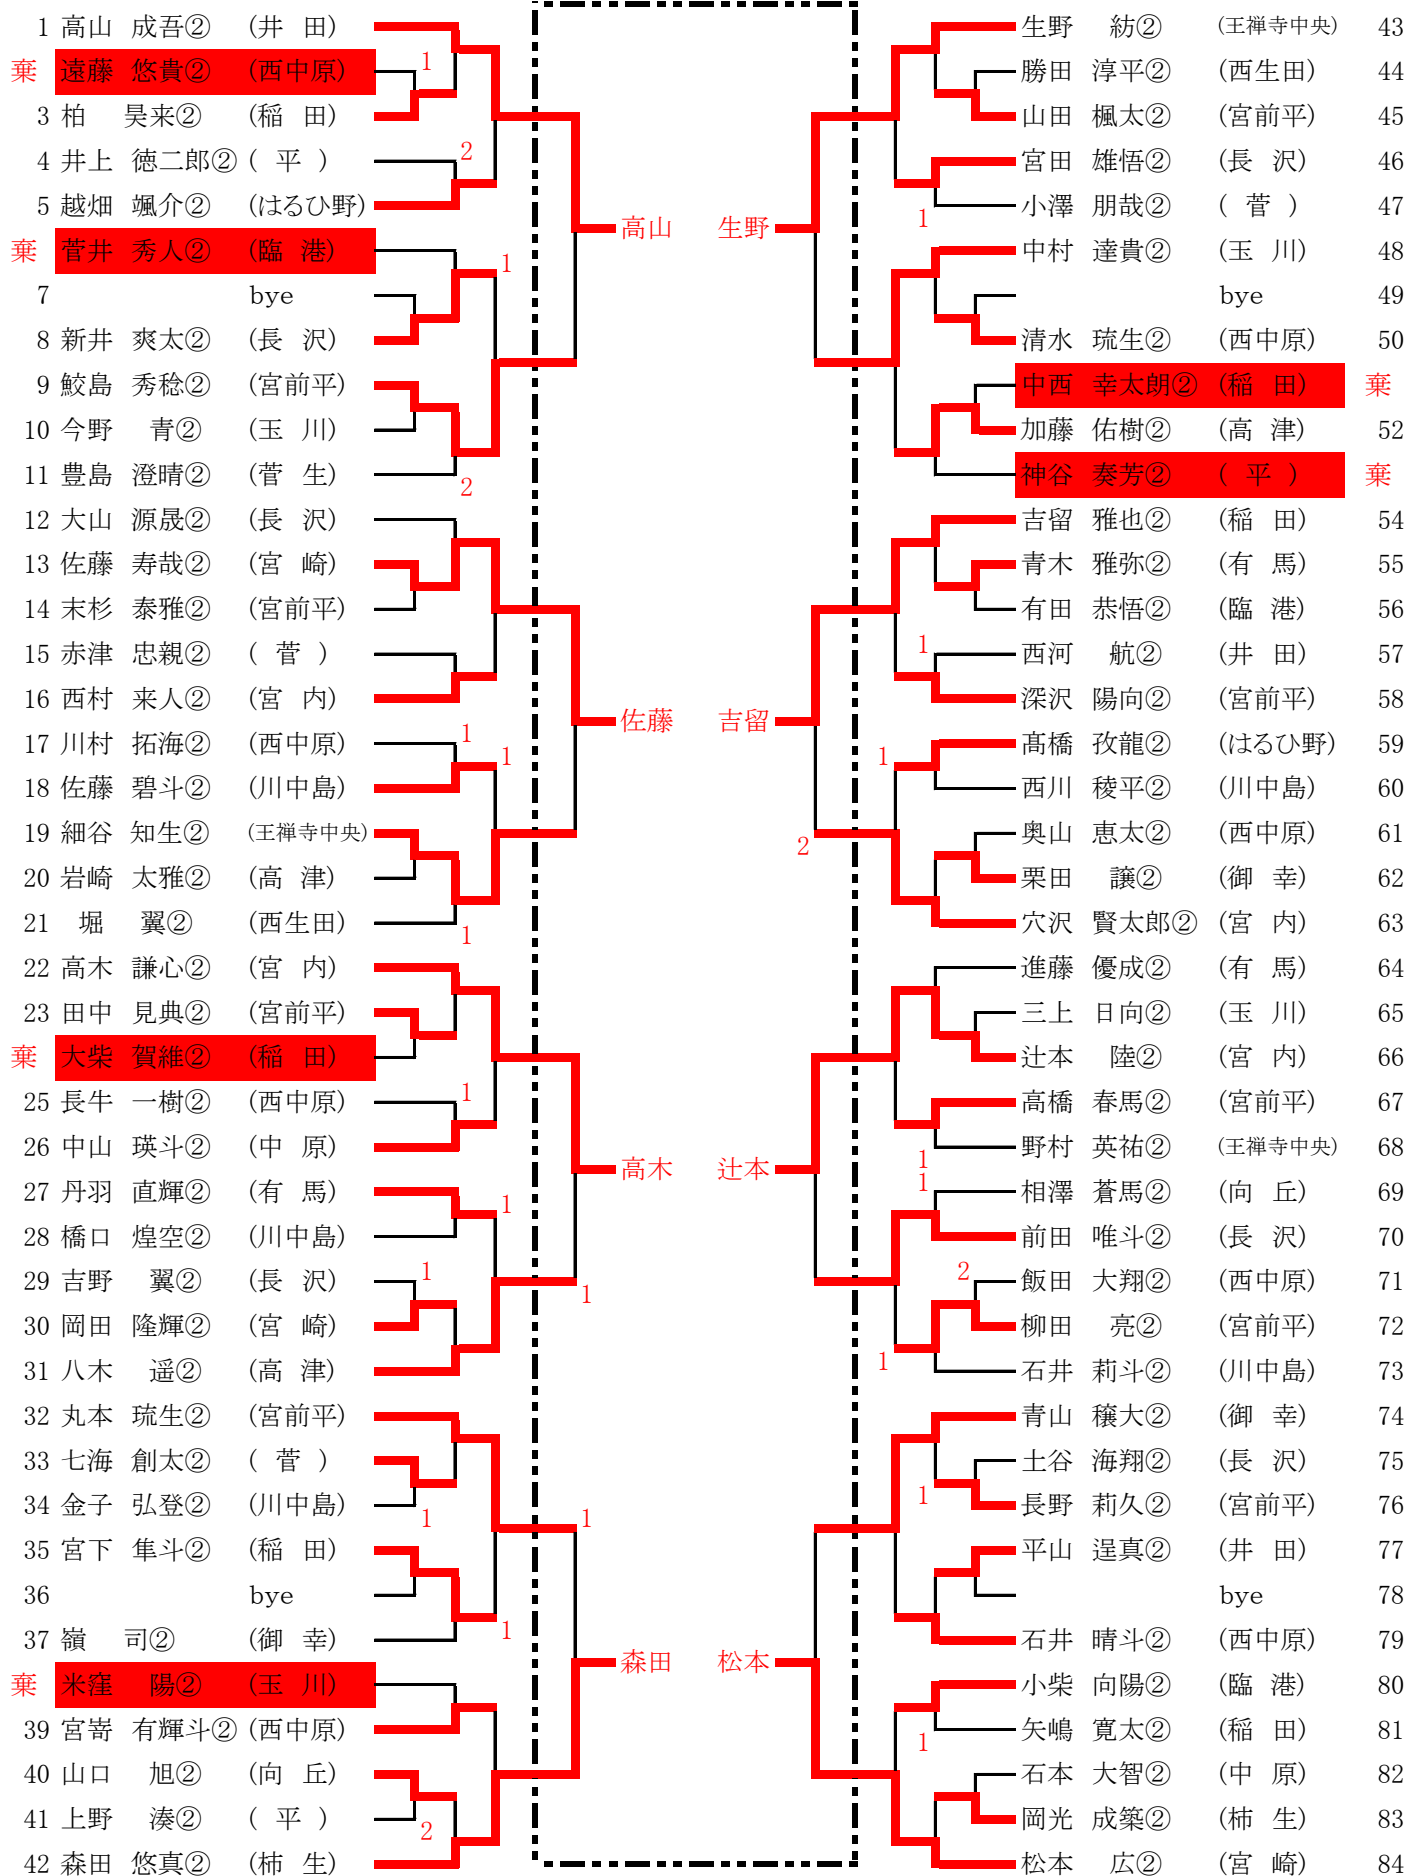 1 高山 成吾② (井 田)
棄 遠藤 悠貴② (西中原)
1
3 柏 昊来② (稲 田)
4 井上 徳二郎② ( 平 )
2
5 越畑 颯介② (はるひ野)
高山
棄 菅井 秀人② (臨 港)
1
7 bye
8 新井 爽太② (長 沢)
9 鮫島 秀稔② (宮前平)
10 今野 青② (玉 川)
11 豊島 澄晴② (菅 生)
2
12 大山 源晟② (長 沢)
13 佐藤 寿哉② (宮 崎)
14 末杉 泰雅② (宮前平)
15 赤津 忠親② ( 菅 )
16 西村 来人② (宮 内)
佐藤
17 川村 拓海② (西中原)
1
1
18 佐藤 碧斗② (川中島)
19 細谷 知生② (王禅寺中央)
20 岩崎 太雅② (高 津)
21 堀 翼② (西生田)
1
22 高木 謙心② (宮 内)
23 田中 見典② (宮前平)
棄 大柴 賀維② (稲 田)
1
25 長牛 一樹② (西中原)
26 中山 瑛斗② (中 原)
高木
27 丹羽 直輝② (有 馬)
1
28 橋口 煌空② (川中島)
29 吉野 翼② (長 沢)
1
1
30 岡田 隆輝② (宮 崎)
31 八木 遥② (高 津)
32 丸本 琉生② (宮前平)
33 七海 創太② ( 菅 )
34 金子 弘登② (川中島)
1
1
35 宮下 隼斗② (稲 田)
36 bye
37 嶺 司② (御 幸)
1
森田
棄 米窪 陽② (玉 川)
39 宮嵜 有輝斗② (西中原)
40 山口 旭② (向 丘)
41 上野 湊② ( 平 )
2
42 森田 悠真② (柿 生)
生野 紡② (王禅寺中央) 43
勝田 淳平② (西生田) 44
山田 楓太② (宮前平) 45
宮田 雄悟② (長 沢) 46
小澤 朋哉② ( 菅 ) 47
1
生野
中村 達貴② (玉 川) 48
bye 49
清水 琉生② (西中原) 50
中西 幸太朗② (稲 田) 棄
加藤 佑樹② (高 津) 52
神谷 奏芳② ( 平 ) 棄
吉留 雅也② (稲 田) 54
青木 雅弥② (有 馬) 55
有田 恭悟② (臨 港) 56
1
西河 航② (井 田) 57
深沢 陽向② (宮前平) 58
吉留
1
髙橋 孜龍② (はるひ野) 59
西川 稜平② (川中島) 60
2
奥山 恵太② (西中原) 61
栗田 譲② (御 幸) 62
穴沢 賢太郎② (宮 内) 63
進藤 優成② (有 馬) 64
三上 日向② (玉 川) 65
辻本 陸② (宮 内) 66
高橋 春馬② (宮前平) 67
野村 英祐② (王禅寺中央) 68
1
辻本
1
相澤 蒼馬② (向 丘) 69
前田 唯斗② (長 沢) 70
2
飯田 大翔② (西中原) 71
柳田 亮② (宮前平) 72
1
石井 莉斗② (川中島) 73
青山 穣大② (御 幸) 74
土谷 海翔② (長 沢) 75
1
長野 莉久② (宮前平) 76
平山 逞真② (井 田) 77
bye 78
石井 晴斗② (西中原) 79
松本
小柴 向陽② (臨 港) 80
矢嶋 寛太② (稲 田) 81
1
石本 大智② (中 原) 82
岡光 成築② (柿 生) 83
松本 広② (宮 崎) 84